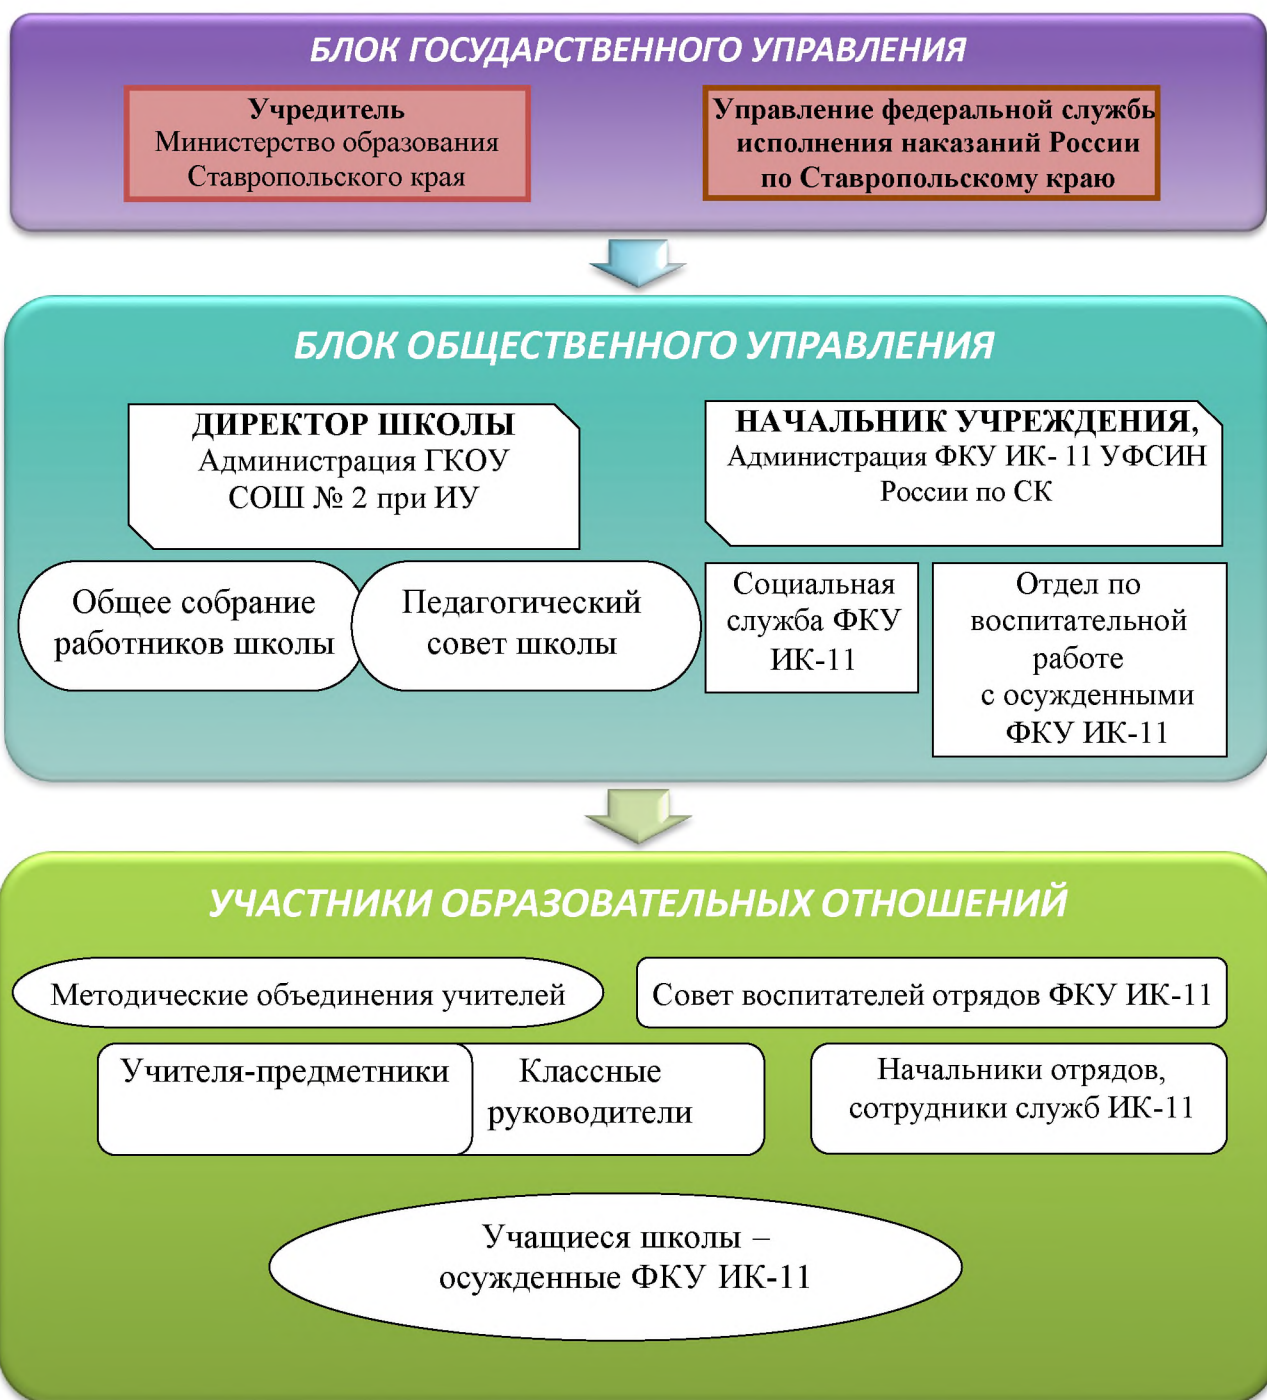 БЛОК ГОСУДАРСТВЕННОГО УПРАВЛЕНИЯ
Учредитель
Министерство образования
Ставропольского края
Управление федеральной службь
исполнения наказаний России
по Ставропольскому краю
БЛОК ОБЩЕСТВЕННОГО УПРАВЛЕНИЯ
ДИРЕКТОР ШКОЛЫ
Администрация ГКОУ
СОШ № 2 при ИУ
НАЧАЛЬНИК УЧРЕЖДЕНИЯ,
Администрация ФКУ ИК- 11 УФСИН
России по СК
Общее собрание
работников школы
Педагогический
совет школы
Социальная
служба ФКУ
ИК-11
Отдел по
воспитательной
работе
с осужденными
ФКУ ИК-11
УЧАСТНИКИ ОБРАЗОВАТЕЛЬНЫХ ОТНОШЕНИЙ
Методические объединения учителей
Совет воспитателей отрядов ФКУ ИК-11
Учителя-предметники
Классные
руководители
Начальники отрядов,
сотрудники служб ИК-11
Учащиеся школы –
осужденные ФКУ ИК-11